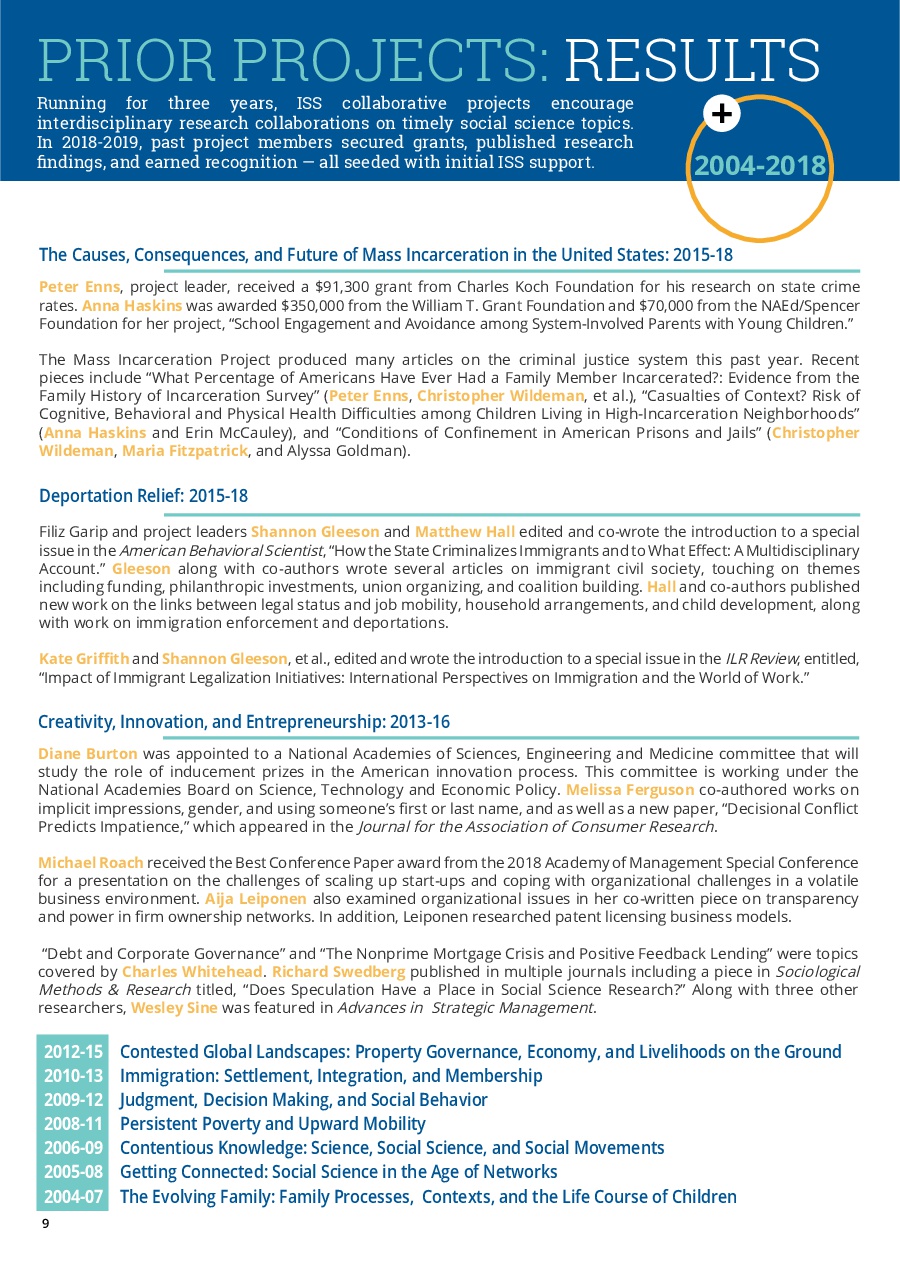 PRIOR PROJECTS: RESULTS
Running for three years, ISS collaborative projects encourage
interdisciplinary research collaborations on timely social science topics.
In 2018-2019, past project members secured grants, published research
findings, and earned recognition — all seeded with initial ISS support.
+
2004-2018
The Causes, Consequences, and Future of Mass Incarceration in the United States: 2015-18
Peter Enns, project leader, received a $91,300 grant from Charles Koch Foundation for his research on state crime
rates. Anna Haskins was awarded $350,000 from the William T. Grant Foundation and $70,000 from the NAEd/Spencer
Foundation for her project, “School Engagement and Avoidance among System-Involved Parents with Young Children.”
The Mass Incarceration Project produced many articles on the criminal justice system this past year. Recent
pieces include “What Percentage of Americans Have Ever Had a Family Member Incarcerated?: Evidence from the
Family History of Incarceration Survey” (Peter Enns, Christopher Wildeman, et al.), “Casualties of Context? Risk of
Cognitive, Behavioral and Physical Health Difficulties among Children Living in High-Incarceration Neighborhoods”
(Anna Haskins and Erin McCauley), and “Conditions of Confinement in American Prisons and Jails” (Christopher
Wildeman, Maria Fitzpatrick, and Alyssa Goldman).
Deportation Relief: 2015-18
Filiz Garip and project leaders Shannon Gleeson and Matthew Hall edited and co-wrote the introduction to a special
issue in the American Behavioral Scientist, “How the State Criminalizes Immigrants and to What Effect: A Multidisciplinary
Account.” Gleeson along with co-authors wrote several articles on immigrant civil society, touching on themes
including funding, philanthropic investments, union organizing, and coalition building. Hall and co-authors published
new work on the links between legal status and job mobility, household arrangements, and child development, along
with work on immigration enforcement and deportations.
Kate Griffith and Shannon Gleeson, et al., edited and wrote the introduction to a special issue in the ILR Review, entitled,
“Impact of Immigrant Legalization Initiatives: International Perspectives on Immigration and the World of Work.”
Creativity, Innovation, and Entrepreneurship: 2013-16
Diane Burton was appointed to a National Academies of Sciences, Engineering and Medicine committee that will
study the role of inducement prizes in the American innovation process. This committee is working under the
National Academies Board on Science, Technology and Economic Policy. Melissa Ferguson co-authored works on
implicit impressions, gender, and using someone’s first or last name, and as well as a new paper, “Decisional Conflict
Predicts Impatience,” which appeared in the Journal for the Association of Consumer Research.
Michael Roach received the Best Conference Paper award from the 2018 Academy of Management Special Conference
for a presentation on the challenges of scaling up start-ups and coping with organizational challenges in a volatile
business environment. Aija Leiponen also examined organizational issues in her co-written piece on transparency
and power in firm ownership networks. In addition, Leiponen researched patent licensing business models.
“Debt and Corporate Governance” and “The Nonprime Mortgage Crisis and Positive Feedback Lending” were topics
covered by Charles Whitehead. Richard Swedberg published in multiple journals including a piece in Sociological
Methods & Research titled, “Does Speculation Have a Place in Social Science Research?” Along with three other
researchers, Wesley Sine was featured in Advances in Strategic Management.
2012-15 Contested Global Landscapes: Property Governance, Economy, and Livelihoods on the Ground
2010-13 Immigration: Settlement, Integration, and Membership
2009-12 Judgment, Decision Making, and Social Behavior
2008-11 Persistent Poverty and Upward Mobility
2006-09 Contentious Knowledge: Science, Social Science, and Social Movements
2005-08 Getting Connected: Social Science in the Age of Networks
2004-07 The Evolving Family: Family Processes, Contexts, and the Life Course of Children
9